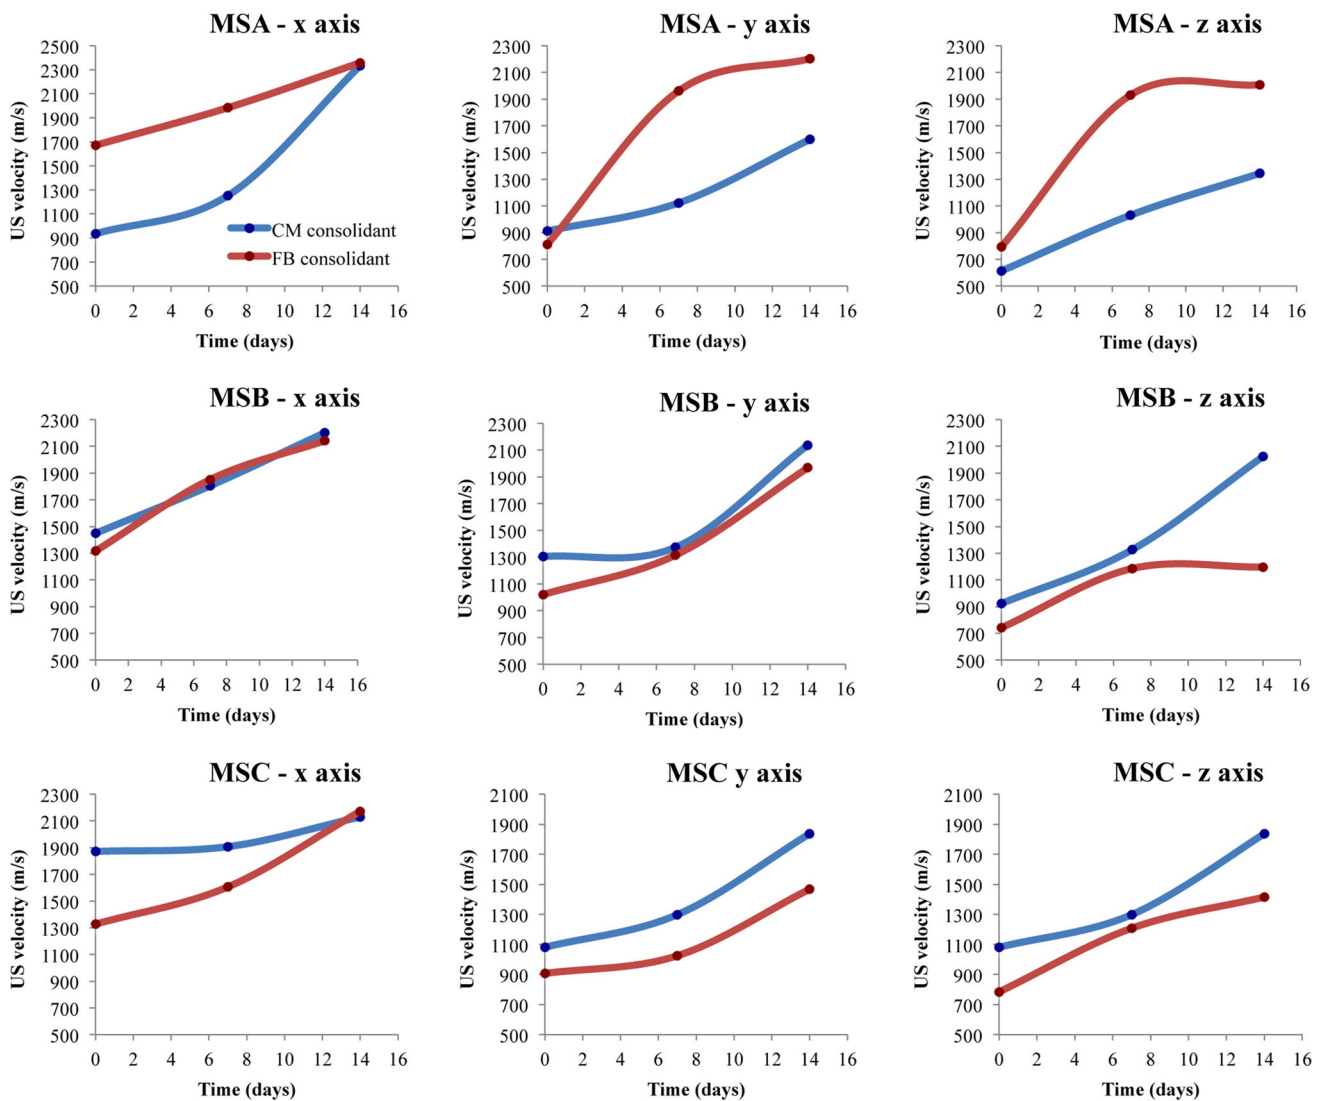 MSA - x axis
US velocity (m/s)
2500
2300
2100
1900
1700
1500
1300
1100
900
700
500
CM consolidant
FB consolidant
0 2 4 6 8 10 12 14 16
Time (days)
MSA - y axis
US velocity (m/s)
2300
2100
1900
1700
1500
1300
1100
900
700
500
0 2 4 6 8 10 12 14 16
Time (days)
MSA - z axis
US velocity (m/s)
2300
2100
1900
1700
1500
1300
1100
900
700
500
0 2 4 6 8 10 12 14 16
Time (days)
MSB - x axis
US velocity (m/s)
2300
2100
1900
1700
1500
1300
1100
900
700
500
0 2 4 6 8 10 12 14 16
Time (days)
MSB - y axis
US velocity (m/s)
2300
2100
1900
1700
1500
1300
1100
900
700
500
0 2 4 6 8 10 12 14 16
Time (days)
MSB - z axis
US velocity (m/s)
2300
2100
1900
1700
1500
1300
1100
900
700
500
0 2 4 6 8 10 12 14 16
Time (days)
MSC - x axis
US velocity (m/s)
2300
2100
1900
1700
1500
1300
1100
900
700
500
0 2 4 6 8 10 12 14 16
Time (days)
MSC y axis
US velocity (m/s)
2100
1900
1700
1500
1300
1100
900
700
500
0 2 4 6 8 10 12 14 16
Time (days)
MSC - z axis
US velocity (m/s)
2100
1900
1700
1500
1300
1100
900
700
500
0 2 4 6 8 10 12 14 16
Time (days)